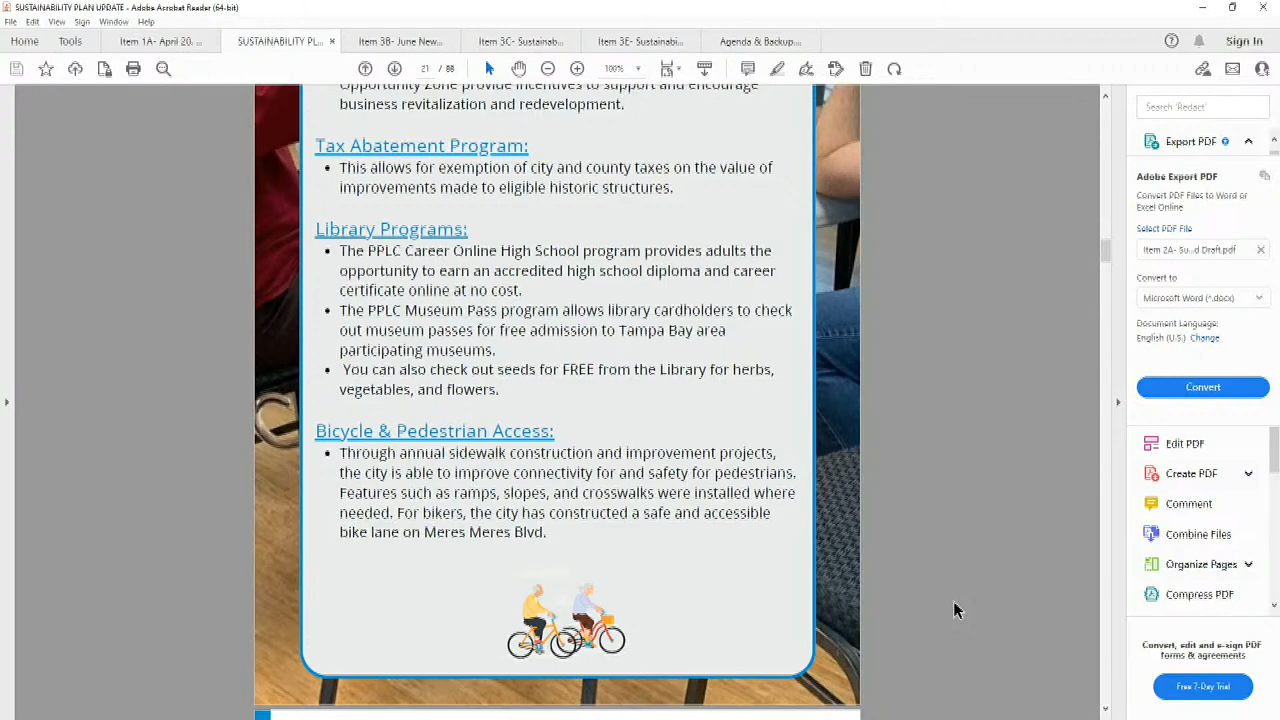 SUSTAINABILITY PLAN UPDATE - Adobe Acrobat Reader (64-bit)
File Edit View Sign Window Help
Home Tools Item 1A- April 20, ... SUSTAINABILITY PL... × Item 3B- June New... Item 3C- Sustainab... Item 3E- Sustainabi... Agenda & Backup... Sign In
21 / 88 100%
Opportunity Zone provide incentives to support and encourage
business revitalization and redevelopment.
Tax Abatement Program:
• This allows for exemption of city and county taxes on the value of
improvements made to eligible historic structures.
Library Programs:
• The PPLC Career Online High School program provides adults the
opportunity to earn an accredited high school diploma and career
certificate online at no cost.
• The PPLC Museum Pass program allows library cardholders to check
out museum passes for free admission to Tampa Bay area
participating museums.
• You can also check out seeds for FREE from the Library for herbs,
vegetables, and flowers.
Bicycle & Pedestrian Access:
• Through annual sidewalk construction and improvement projects,
the city is able to improve connectivity for and safety for pedestrians.
Features such as ramps, slopes, and crosswalks were installed where
needed. For bikers, the city has constructed a safe and accessible
bike lane on Meres Meres Blvd.
Search 'Redact'
Export PDF
Adobe Export PDF
Convert PDF Files to Word or
Excel Online
Select PDF File
Item 2A- Su...d Draft.pdf ×
Convert to
Microsoft Word (*.docx)
Document Language:
English (U.S.) Change
Convert
Edit PDF
Create PDF
Comment
Combine Files
Organize Pages
Compress PDF
Convert, edit and e-sign PDF
forms & agreements
Free 7-Day Trial